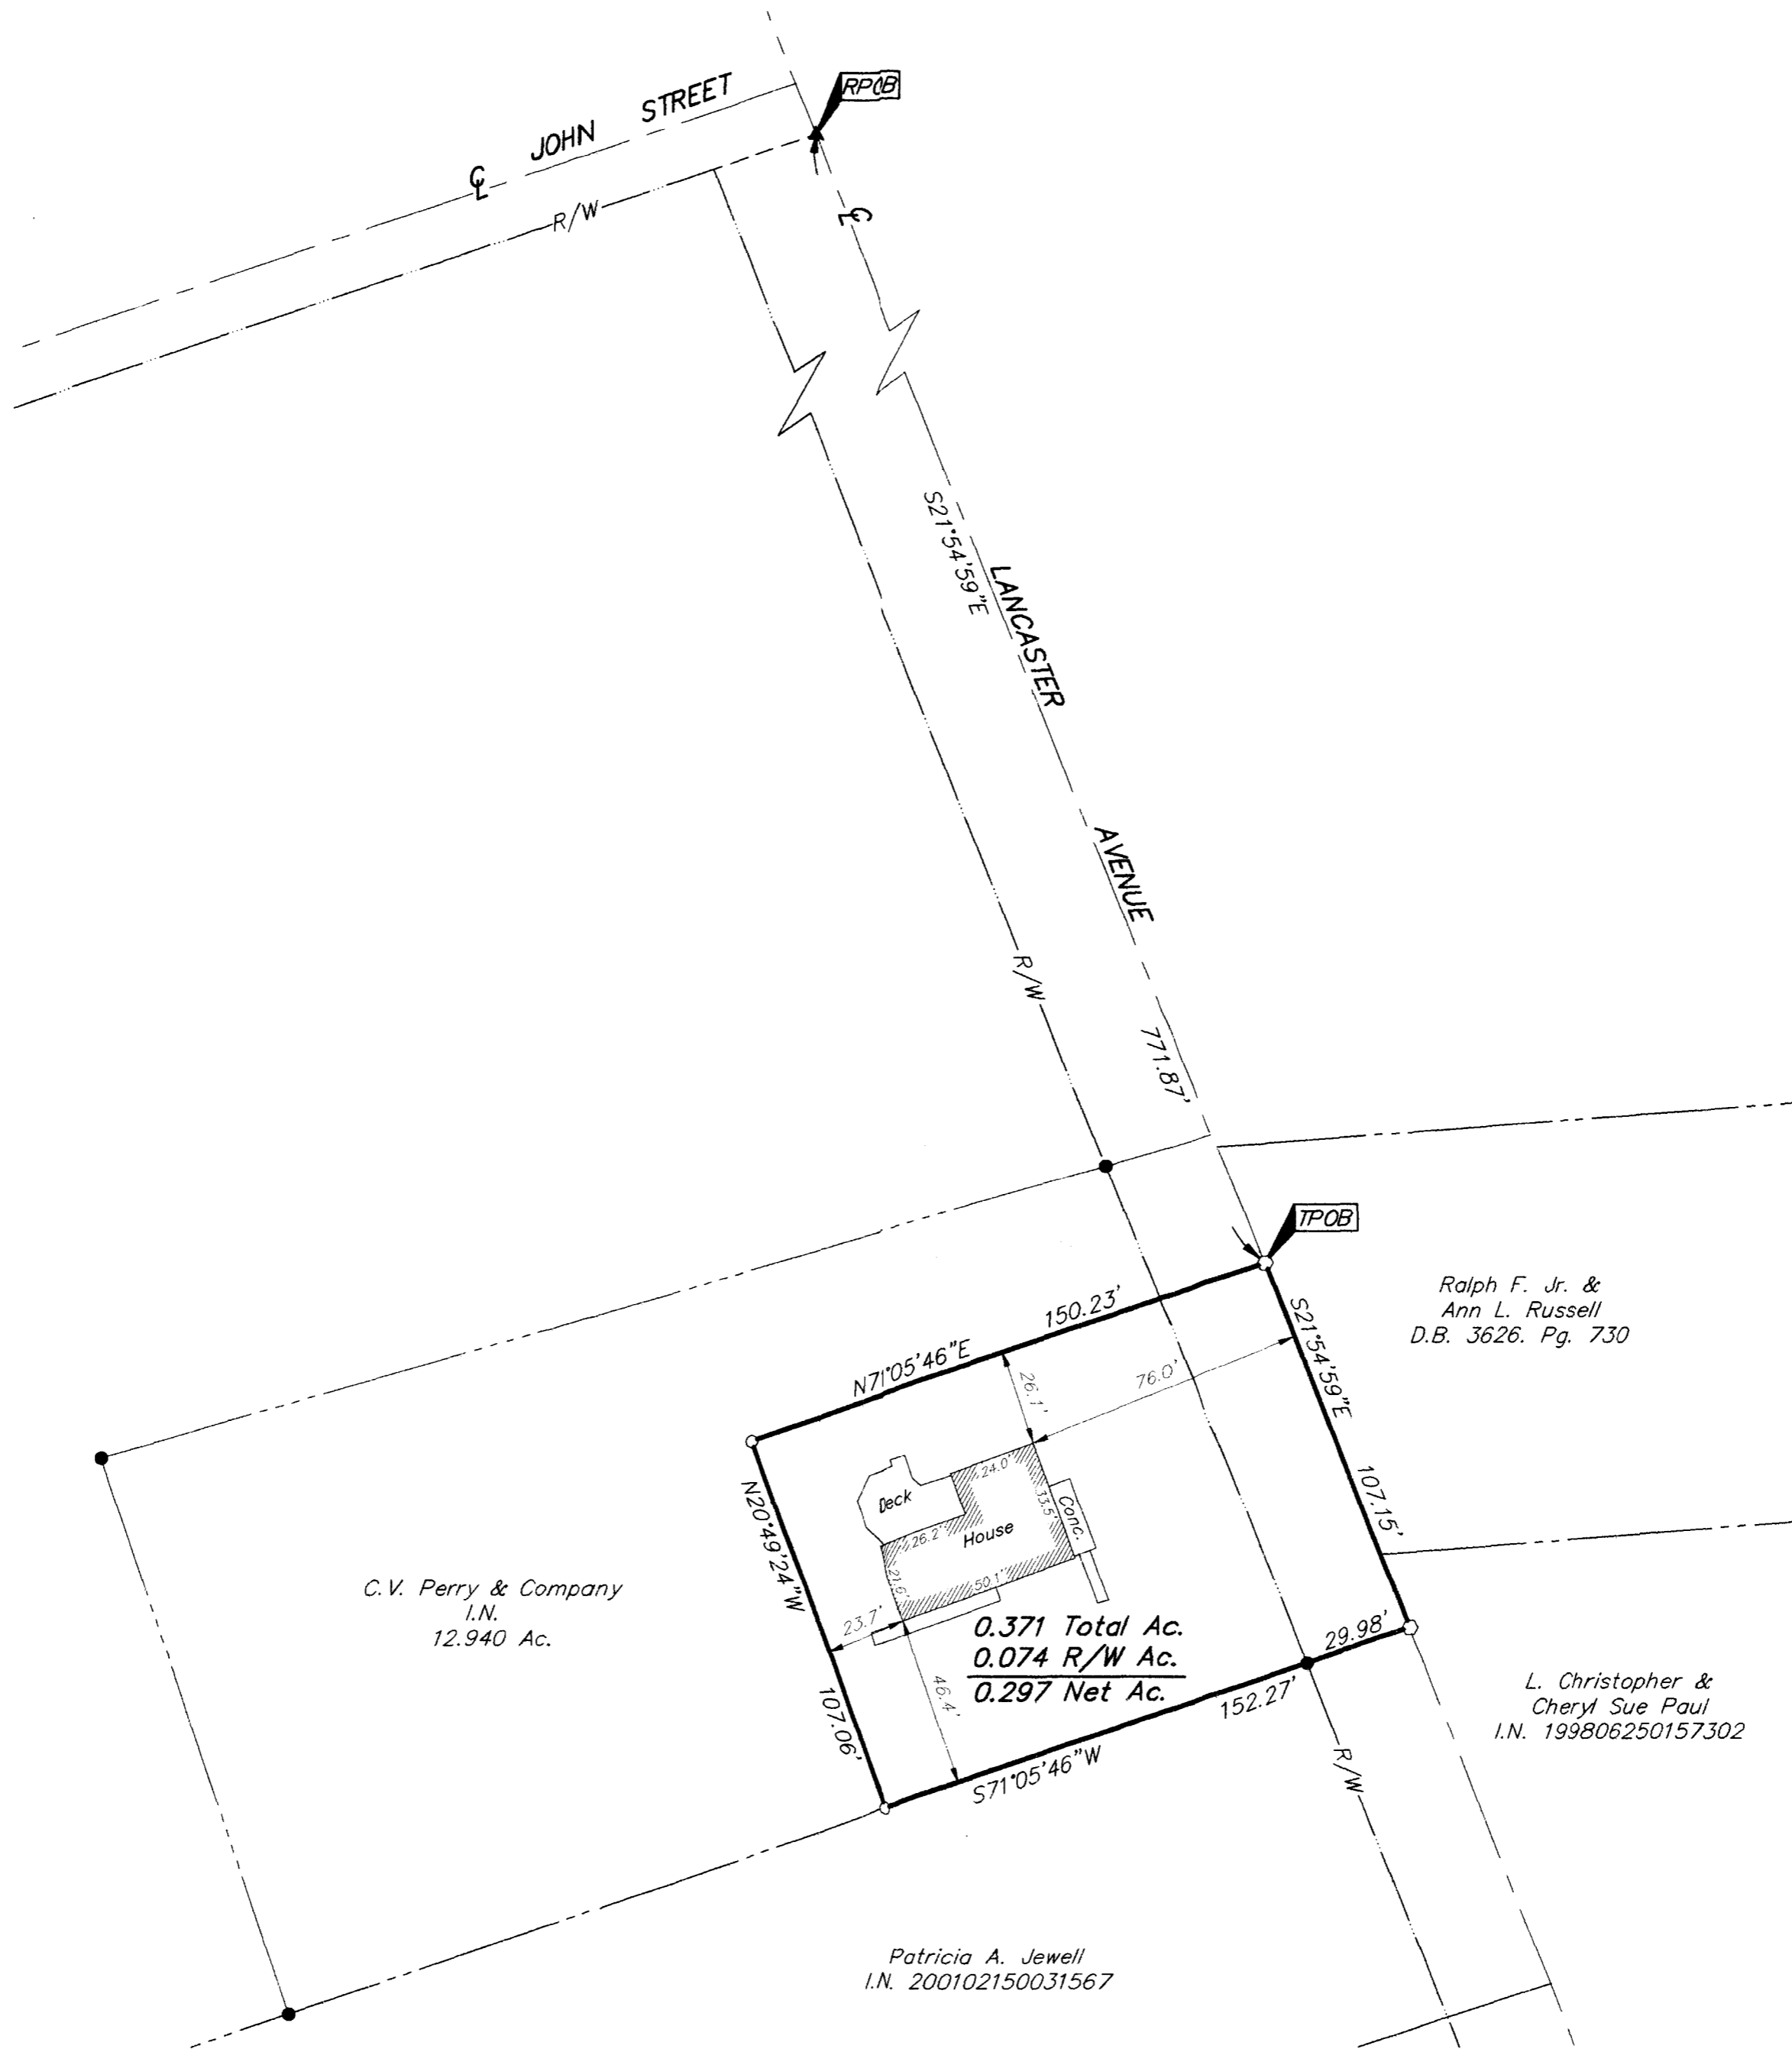 RPOB
JOHN STREET
℄
R/W
℄
S21°54'59"E
LANCASTER
AVENUE
R/W
771.87'
TPOB
Ralph F. Jr. &
Ann L. Russell
D.B. 3626. Pg. 730
150.23'
N71°05'46"E
S21°54'59"E
26.1'
76.0'
24.0'
Deck
33.5'
Conc.
107.15'
N20°49'24"W
26.2'
House
21.6'
50.1'
C.V. Perry & Company
I.N.
12.940 Ac.
23.7'
0.371 Total Ac.
0.074 R/W Ac.
0.297 Net Ac.
29.98'
46.4'
107.06'
152.27'
S71°05'46"W
L. Christopher &
Cheryl Sue Paul
I.N. 199806250157302
R/W
Patricia A. Jewell
I.N. 200102150031567